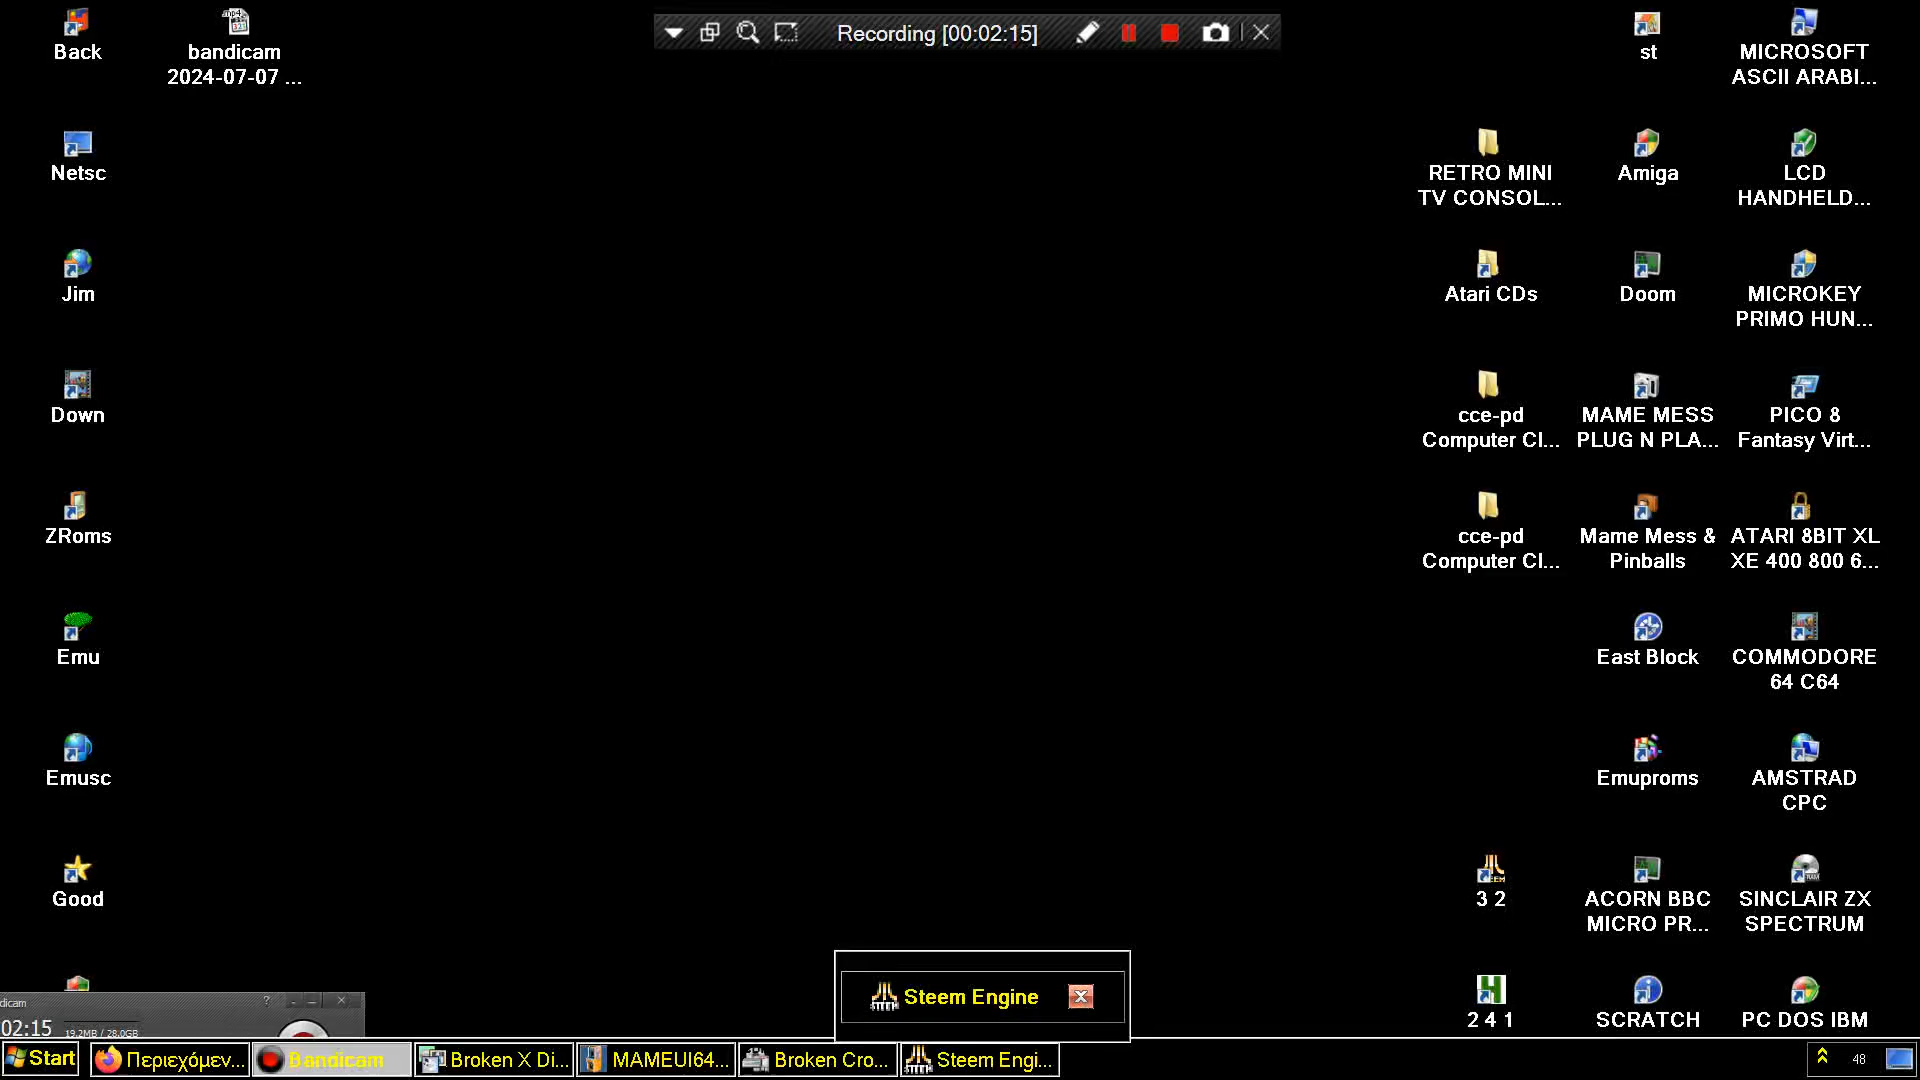 Recording [00:02:15]
Back
bandicam
2024-07-07 ...
st
MICROSOFT
ASCII ARABI...
Netsc
RETRO MINI
TV CONSOL...
Amiga
LCD
HANDHELD...
Jim
Atari CDs
Doom
MICROKEY
PRIMO HUN...
Down
cce-pd
Computer Cl...
MAME MESS
PLUG N PLA...
PICO 8
Fantasy Virt...
ZRoms
cce-pd
Computer Cl...
Mame Mess &
Pinballs
ATARI 8BIT XL
XE 400 800 6...
Emu
East Block
COMMODORE
64 C64
Emusc
Emuproms
AMSTRAD
CPC
Good
3 2
ACORN BBC
MICRO PR...
SINCLAIR ZX
SPECTRUM
2 4 1
SCRATCH
PC DOS IBM
dicam
02:15
19.2MB / 28.0GB
Steem Engine
Start
Περιεχόμεν...
Bandicam
Broken X Di...
MAMEUI64...
Broken Cro...
Steem Engi...
48